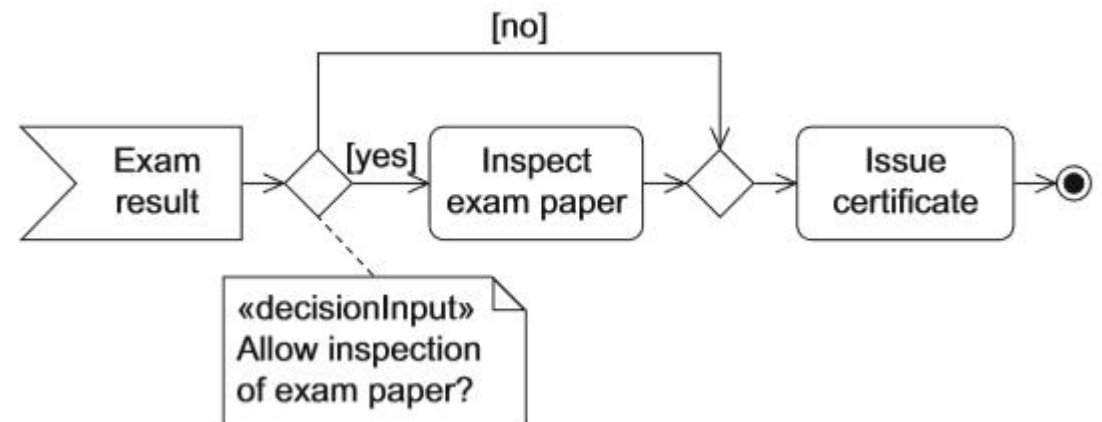 [no]
Exam
result
[yes]
Inspect
exam paper
Issue
certificate
«decisionInput»
Allow inspection
of exam paper?